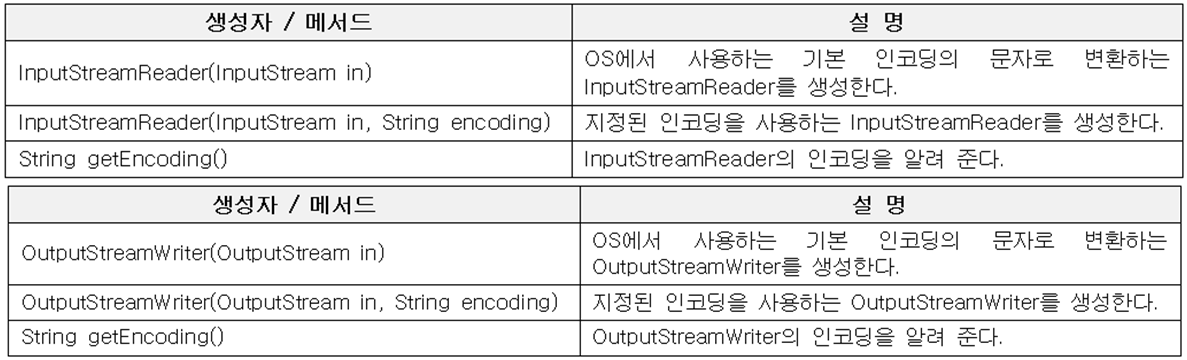 생성자 / 메서드 설 명
InputStreamReader(InputStream in) OS에서 사용하는 기본 인코딩의 문자로 변환하는
InputStreamReader를 생성한다.
InputStreamReader(InputStream in, String encoding) 지정된 인코딩을 사용하는 InputStreamReader를 생성한다.
String getEncoding() InputStreamReader의 인코딩을 알려 준다.
생성자 / 메서드 설 명
OutputStreamWriter(OutputStream in) OS에서 사용하는 기본 인코딩의 문자로 변환하는
OutputStreamWriter를 생성한다.
OutputStreamWriter(OutputStream in, String encoding) 지정된 인코딩을 사용하는 OutputStreamWriter를 생성한다.
String getEncoding() OutputStreamWriter의 인코딩을 알려 준다.